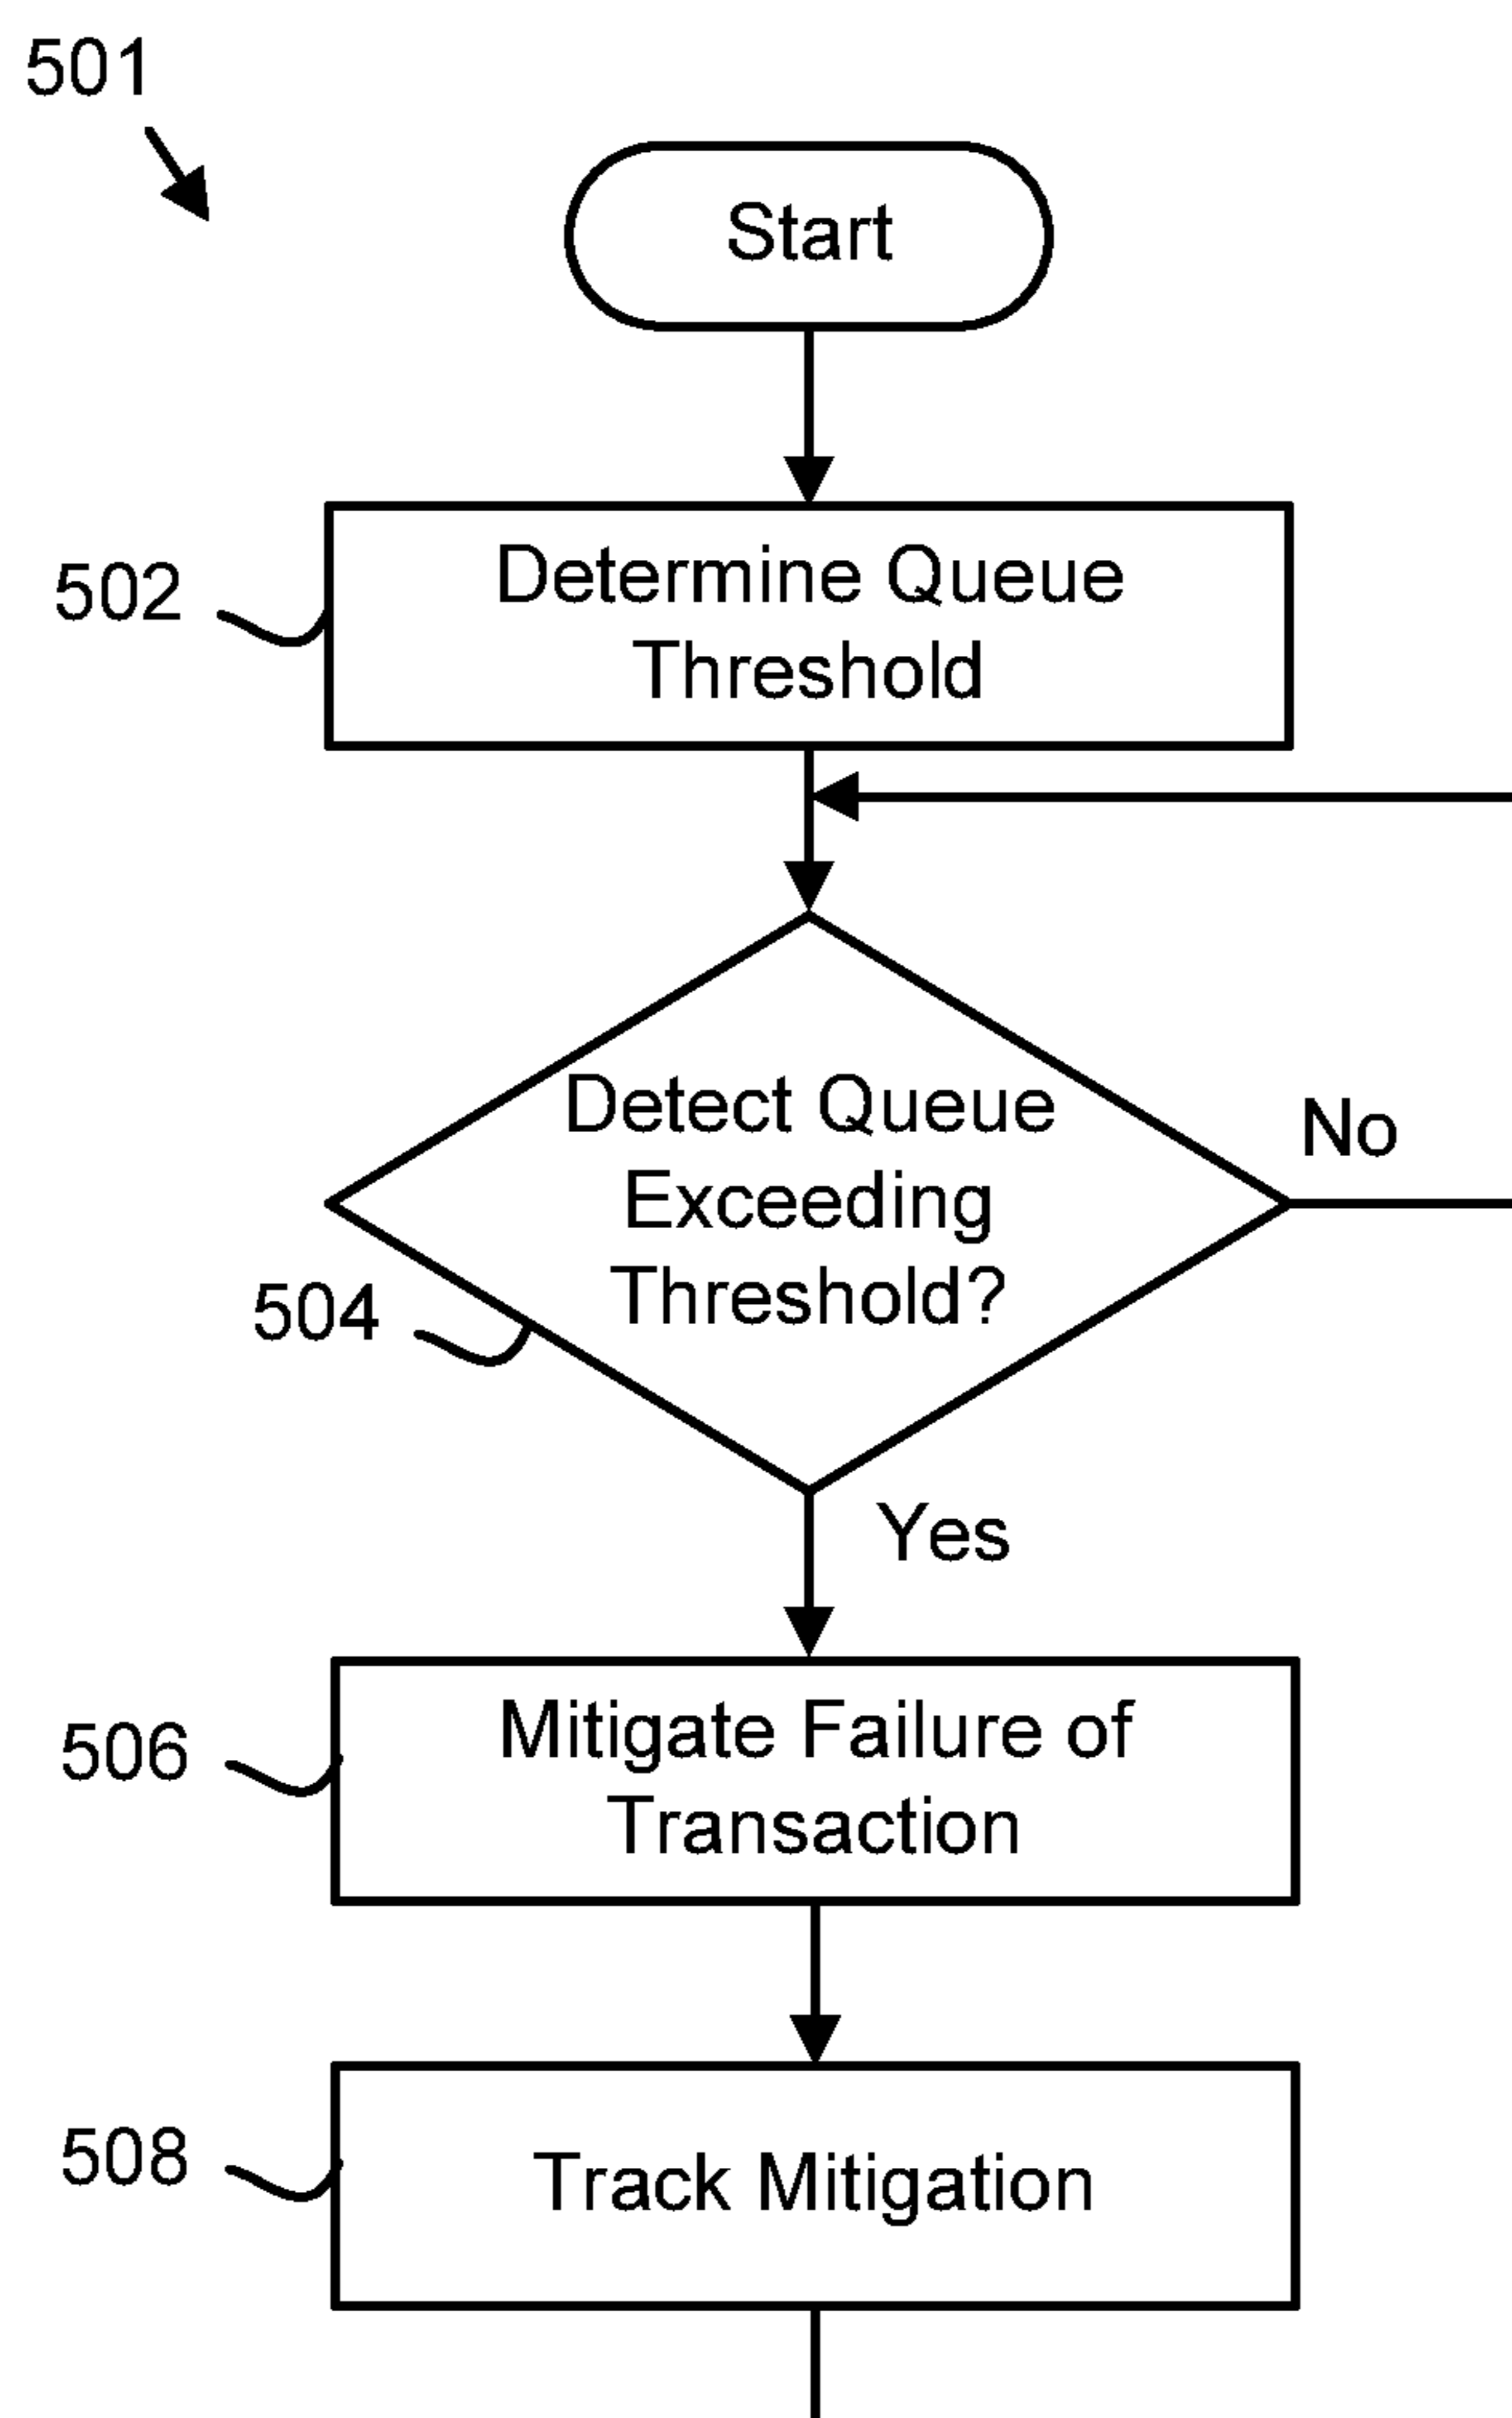 501
Start
502
Determine Queue
Threshold
Detect Queue
Exceeding
Threshold?
No
504
Yes
506
Mitigate Failure of
Transaction
508
Track Mitigation